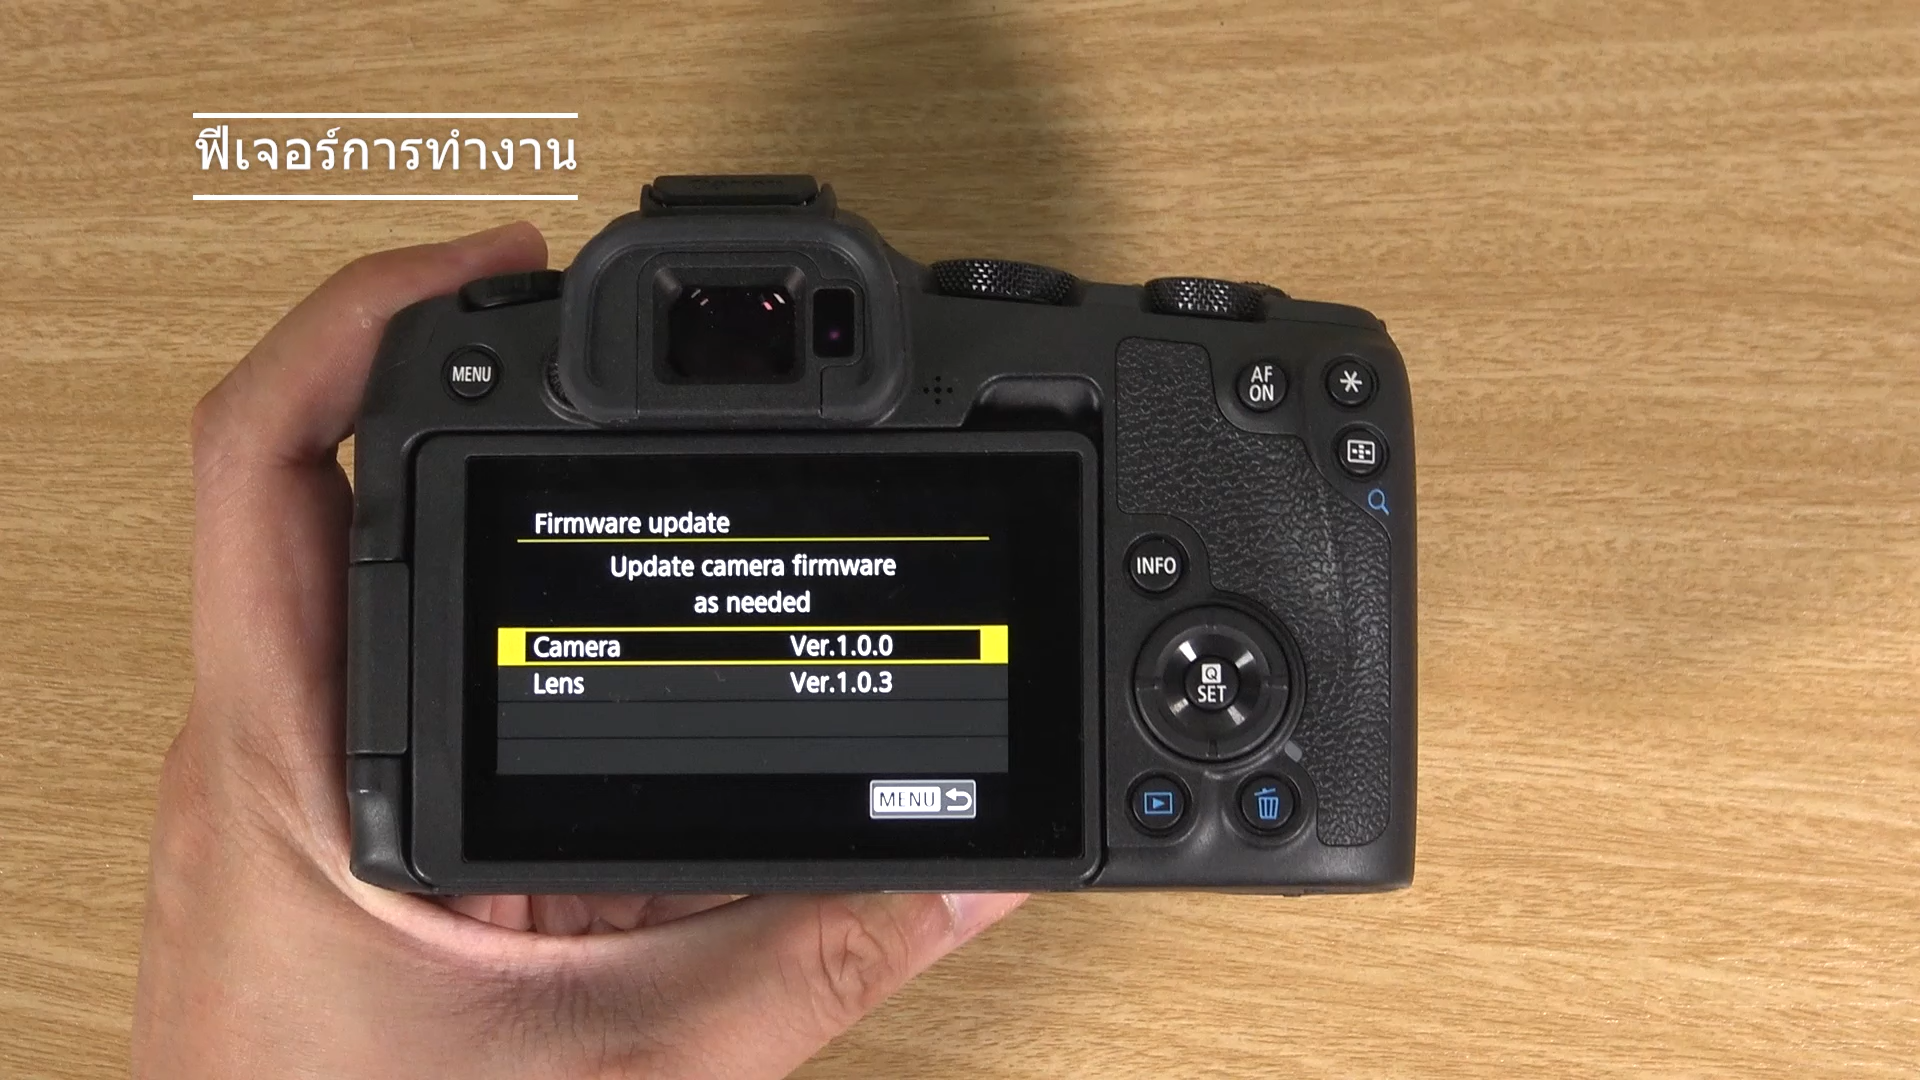 ฟีเจอร์การทำงาน
MENU
AF
ON
INFO
Q
SET
Firmware update
Update camera firmware
as needed
Camera Ver.1.0.0
Lens Ver.1.0.3
MENU